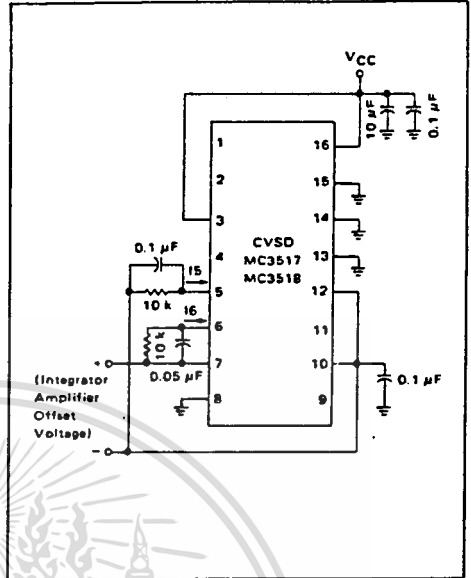 VCC
10 µF
0.1 µF
1
16
2
15
3
14
0.1 µF
4
CVSD
MC3517
MC3518
13
I5
5
12
10 k
I6
6
11
10 k
+
7
10
0.05 µF
0.1 µF
(Integrator
Amplifier
Offset
Voltage)
8
9
−